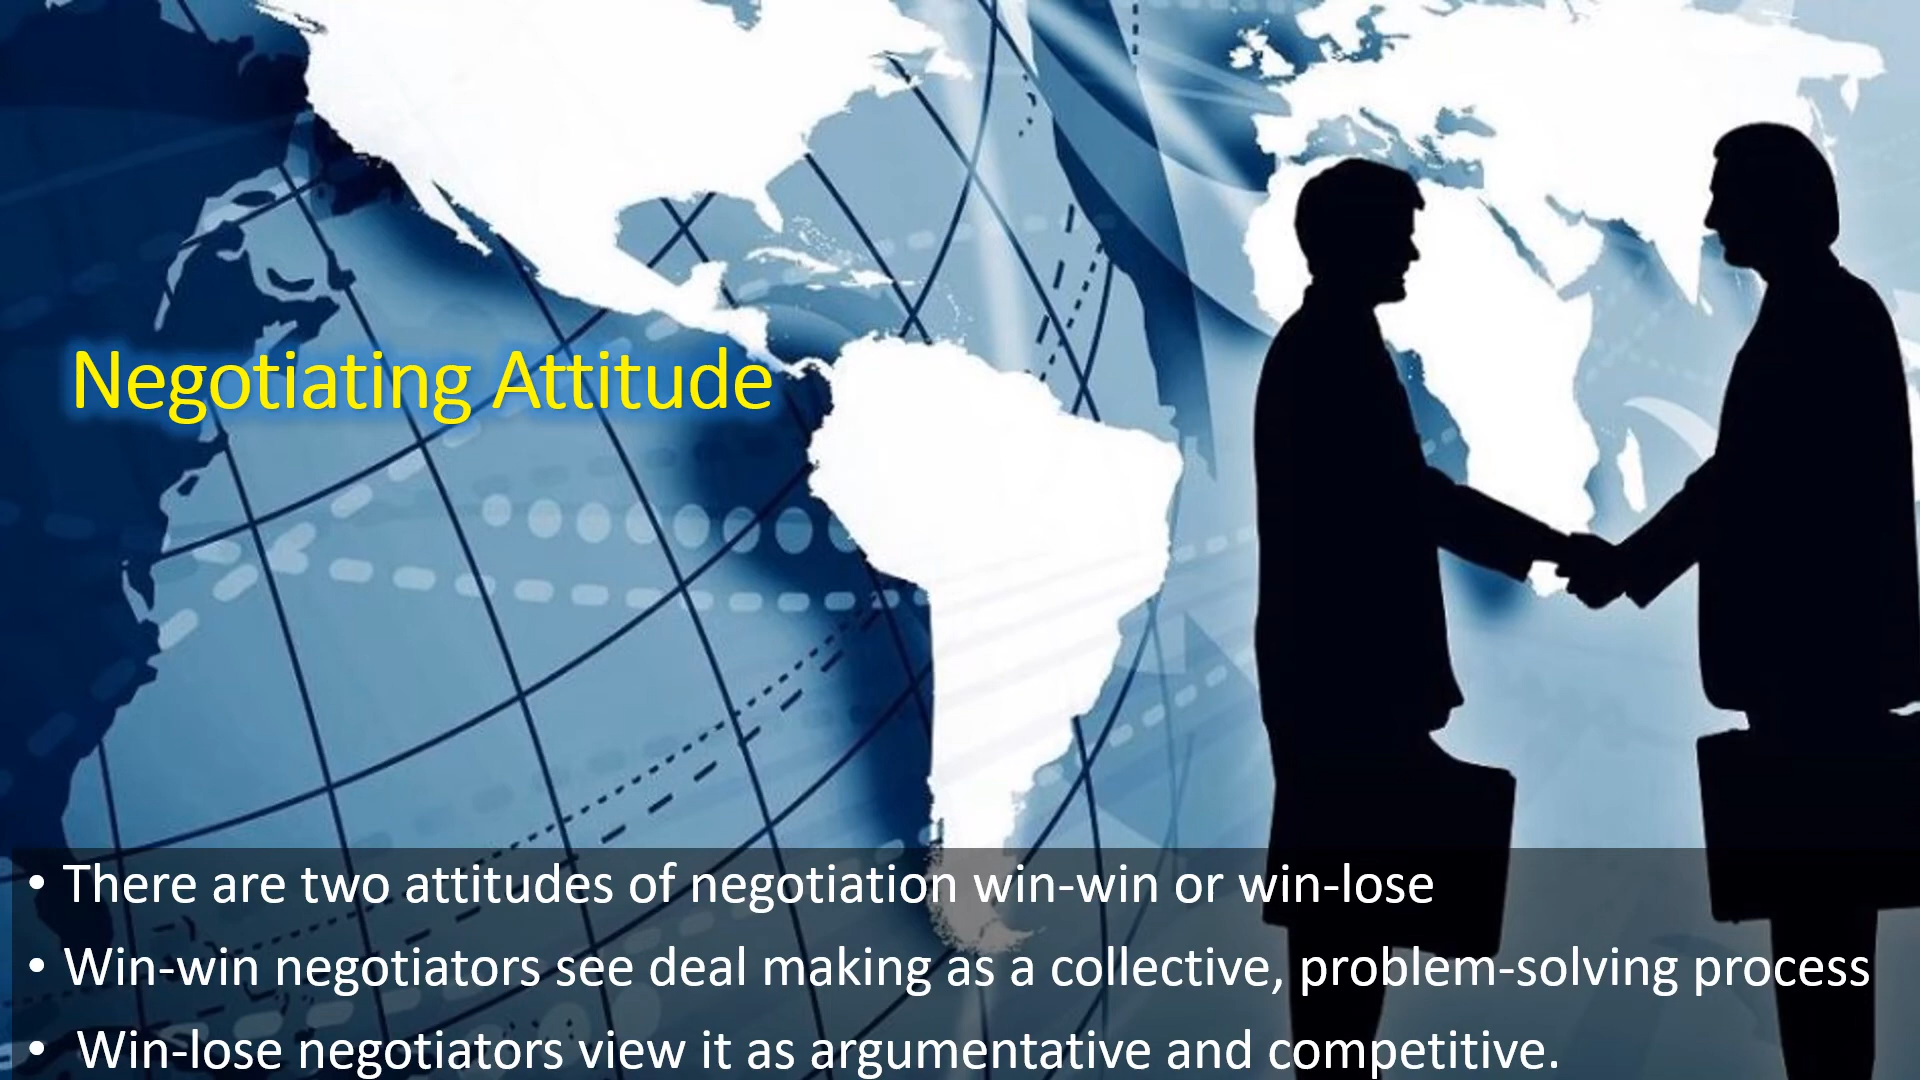 Negotiating Attitude
• There are two attitudes of negotiation win-win or win-lose
• Win-win negotiators see deal making as a collective, problem-solving process
• Win-lose negotiators view it as argumentative and competitive.